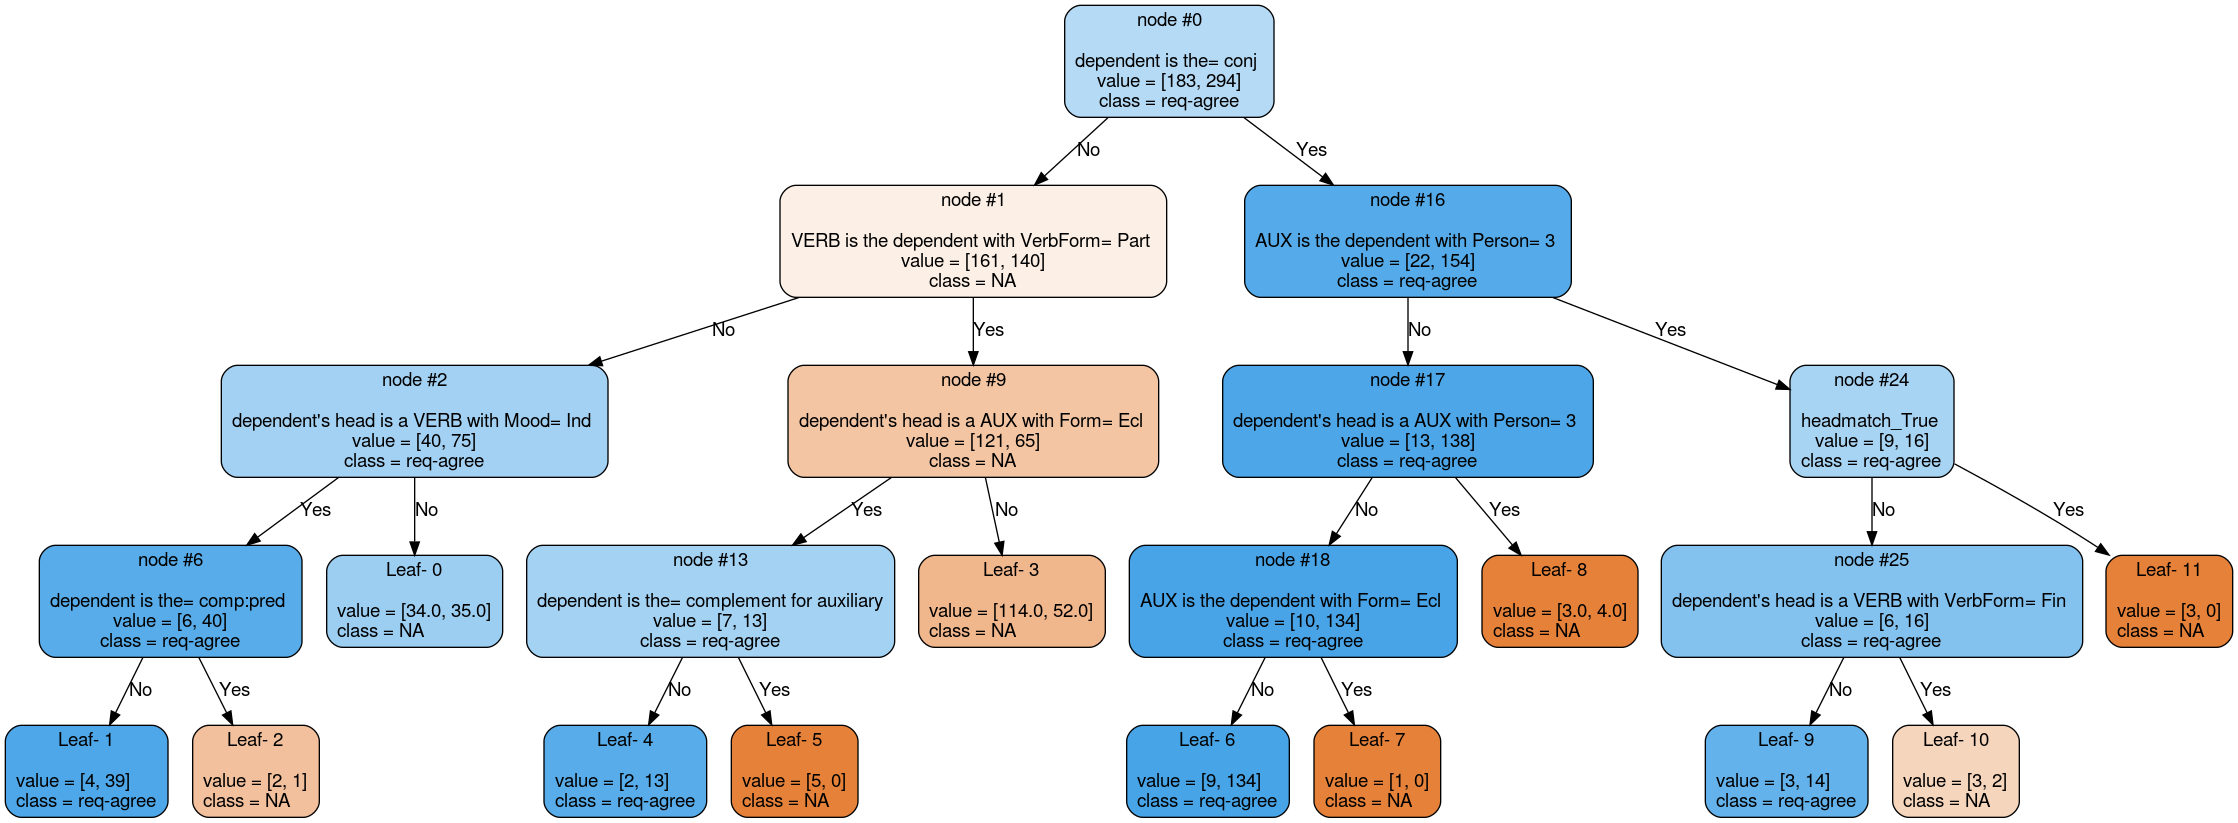 node #0
dependent is the= conj
value = [183, 294]
class = req-agree
No
Yes
node #1
VERB is the dependent with VerbForm= Part
value = [161, 140]
class = NA
node #16
AUX is the dependent with Person= 3
value = [22, 154]
class = req-agree
No
Yes
No
Yes
node #2
dependent's head is a VERB with Mood= Ind
value = [40, 75]
class = req-agree
node #9
dependent's head is a AUX with Form= Ecl
value = [121, 65]
class = NA
node #17
dependent's head is a AUX with Person= 3
value = [13, 138]
class = req-agree
node #24
headmatch_True
value = [9, 16]
class = req-agree
Yes
No
Yes
No
No
Yes
No
Yes
node #6
dependent is the= comp:pred
value = [6, 40]
class = req-agree
Leaf- 0
value = [34.0, 35.0]
class = NA
node #13
dependent is the= complement for auxiliary
value = [7, 13]
class = req-agree
Leaf- 3
value = [114.0, 52.0]
class = NA
node #18
AUX is the dependent with Form= Ecl
value = [10, 134]
class = req-agree
Leaf- 8
value = [3.0, 4.0]
class = NA
node #25
dependent's head is a VERB with VerbForm= Fin
value = [6, 16]
class = req-agree
Leaf- 11
value = [3, 0]
class = NA
No
Yes
No
Yes
No
Yes
No
Yes
Leaf- 1
value = [4, 39]
class = req-agree
Leaf- 2
value = [2, 1]
class = NA
Leaf- 4
value = [2, 13]
class = req-agree
Leaf- 5
value = [5, 0]
class = NA
Leaf- 6
value = [9, 134]
class = req-agree
Leaf- 7
value = [1, 0]
class = NA
Leaf- 9
value = [3, 14]
class = req-agree
Leaf- 10
value = [3, 2]
class = NA